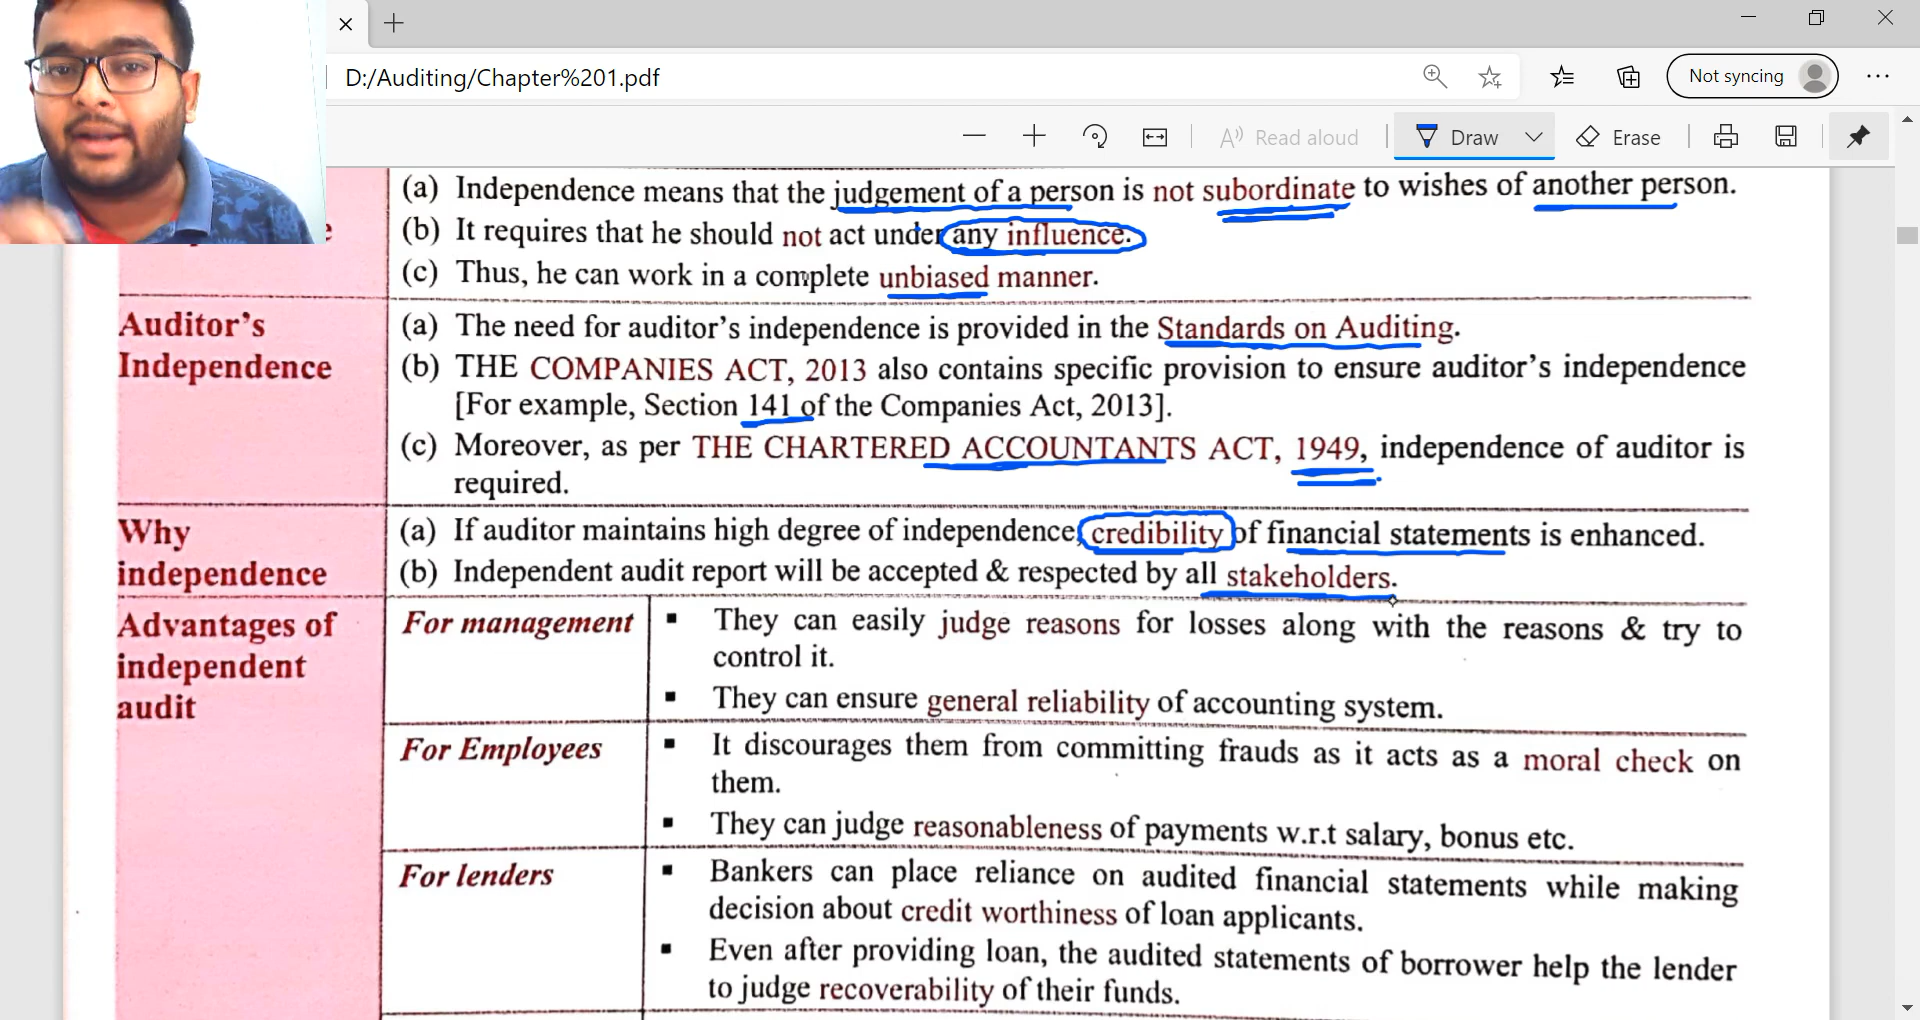 D:/Auditing/Chapter%201.pdf
Not syncing
Read aloud
Draw
Erase
(a) Independence means that the judgement of a person is not subordinate to wishes of another person.
(b) It requires that he should not act under any influence.
(c) Thus, he can work in a complete unbiased manner.
Auditor's
Independence
(a) The need for auditor's independence is provided in the Standards on Auditing.
(b) THE COMPANIES ACT, 2013 also contains specific provision to ensure auditor's independence
[For example, Section 141 of the Companies Act, 2013].
(c) Moreover, as per THE CHARTERED ACCOUNTANTS ACT, 1949, independence of auditor is
required.
Why
independence
(a) If auditor maintains high degree of independence, credibility of financial statements is enhanced.
(b) Independent audit report will be accepted & respected by all stakeholders.
Advantages of
independent
audit
For management
▪ They can easily judge reasons for losses along with the reasons & try to
control it.
▪ They can ensure general reliability of accounting system.
For Employees
▪ It discourages them from committing frauds as it acts as a moral check on
them.
▪ They can judge reasonableness of payments w.r.t salary, bonus etc.
For lenders
▪ Bankers can place reliance on audited financial statements while making
decision about credit worthiness of loan applicants.
▪ Even after providing loan, the audited statements of borrower help the lender
to judge recoverability of their funds.